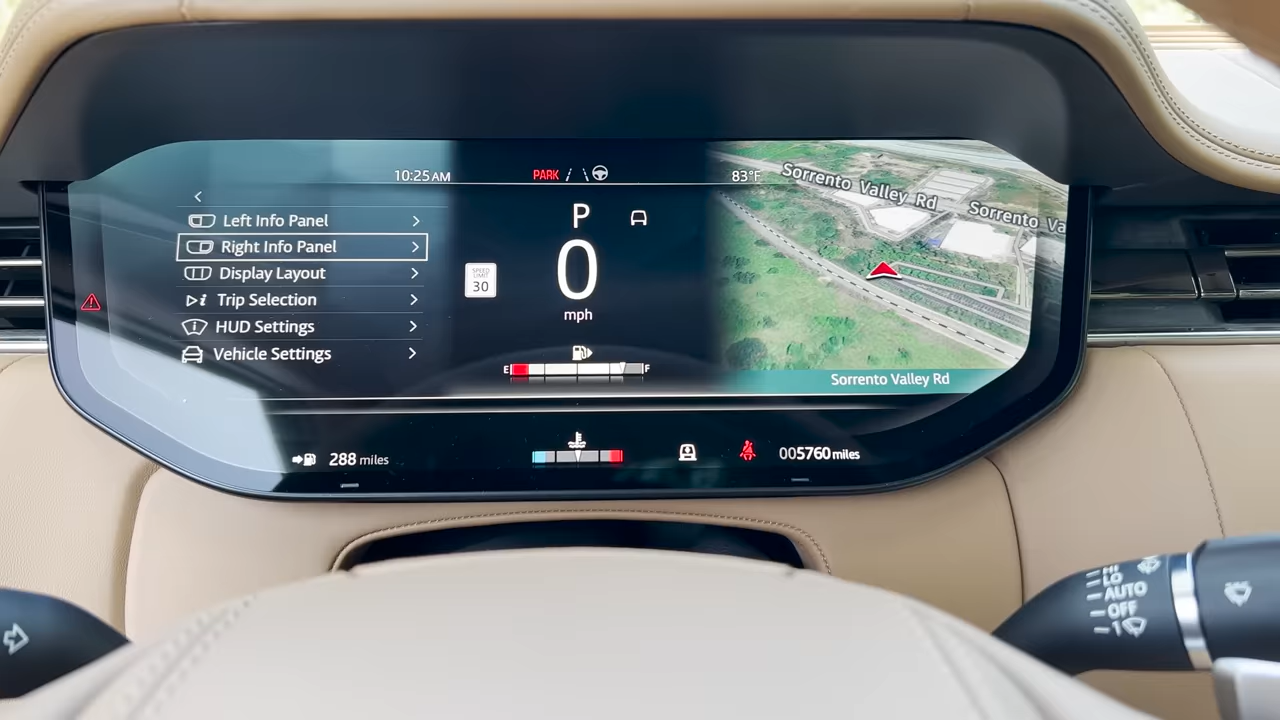 10:25 AM
PARK
83°F
Left Info Panel
Right Info Panel
Display Layout
Trip Selection
HUD Settings
Vehicle Settings
SPEED
LIMIT
30
P
0
mph
E
F
Sorrento Valley Rd
Sorrento Va
Sorrento Valley Rd
288 miles
005760 miles
HI
LO
AUTO
OFF
1